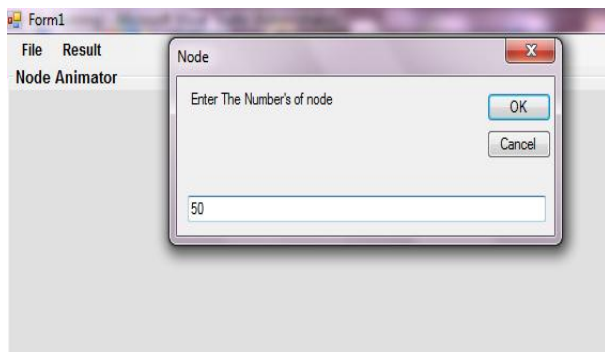 Form1
File Result
Node Animator
Node
Enter The Number's of node
OK
Cancel
50